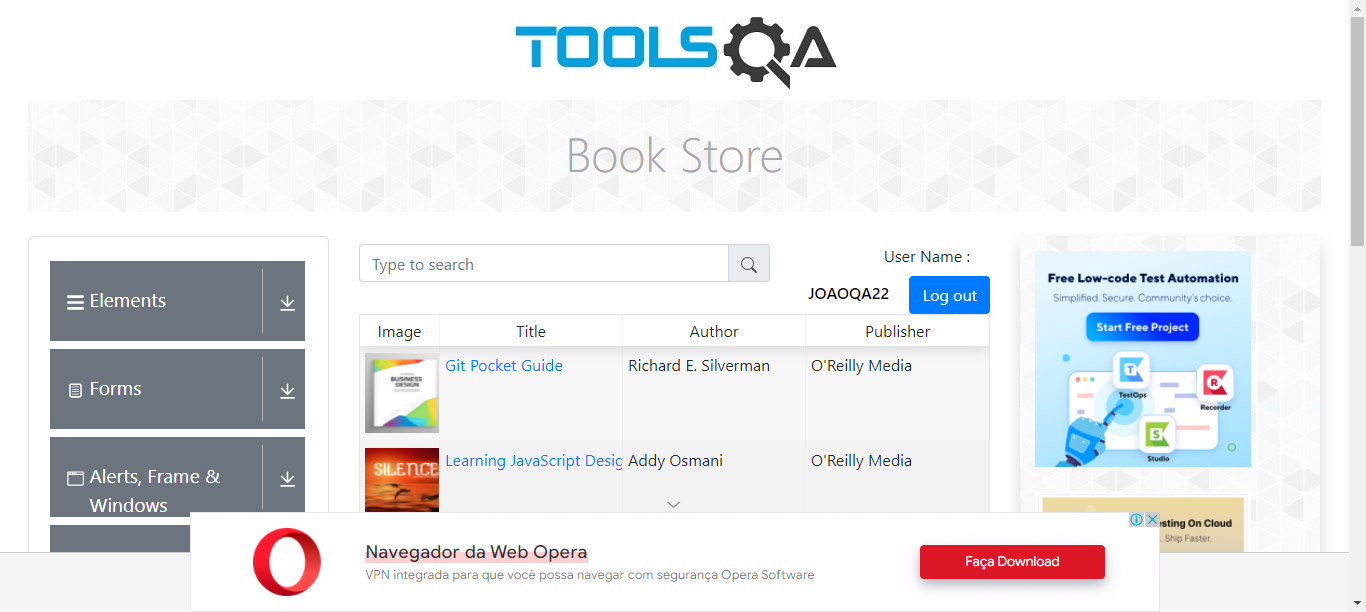 TOOLSQA
Book Store
Elements
Forms
Alerts, Frame &
Windows
Type to search
User Name :
JOAOQA22
Log out
Image Title Author Publisher
BUSINESS
DESIGN
Git Pocket Guide Richard E. Silverman O'Reilly Media
SILENCE
Learning JavaScript Desig Addy Osmani O'Reilly Media
Free Low-code Test Automation
Simplified. Secure. Community's choice.
Start Free Project
TestOps
Recorder
Studio
sting On Cloud
. Ship Faster.
Navegador da Web Opera
VPN integrada para que você possa navegar com segurança Opera Software
Faça Download